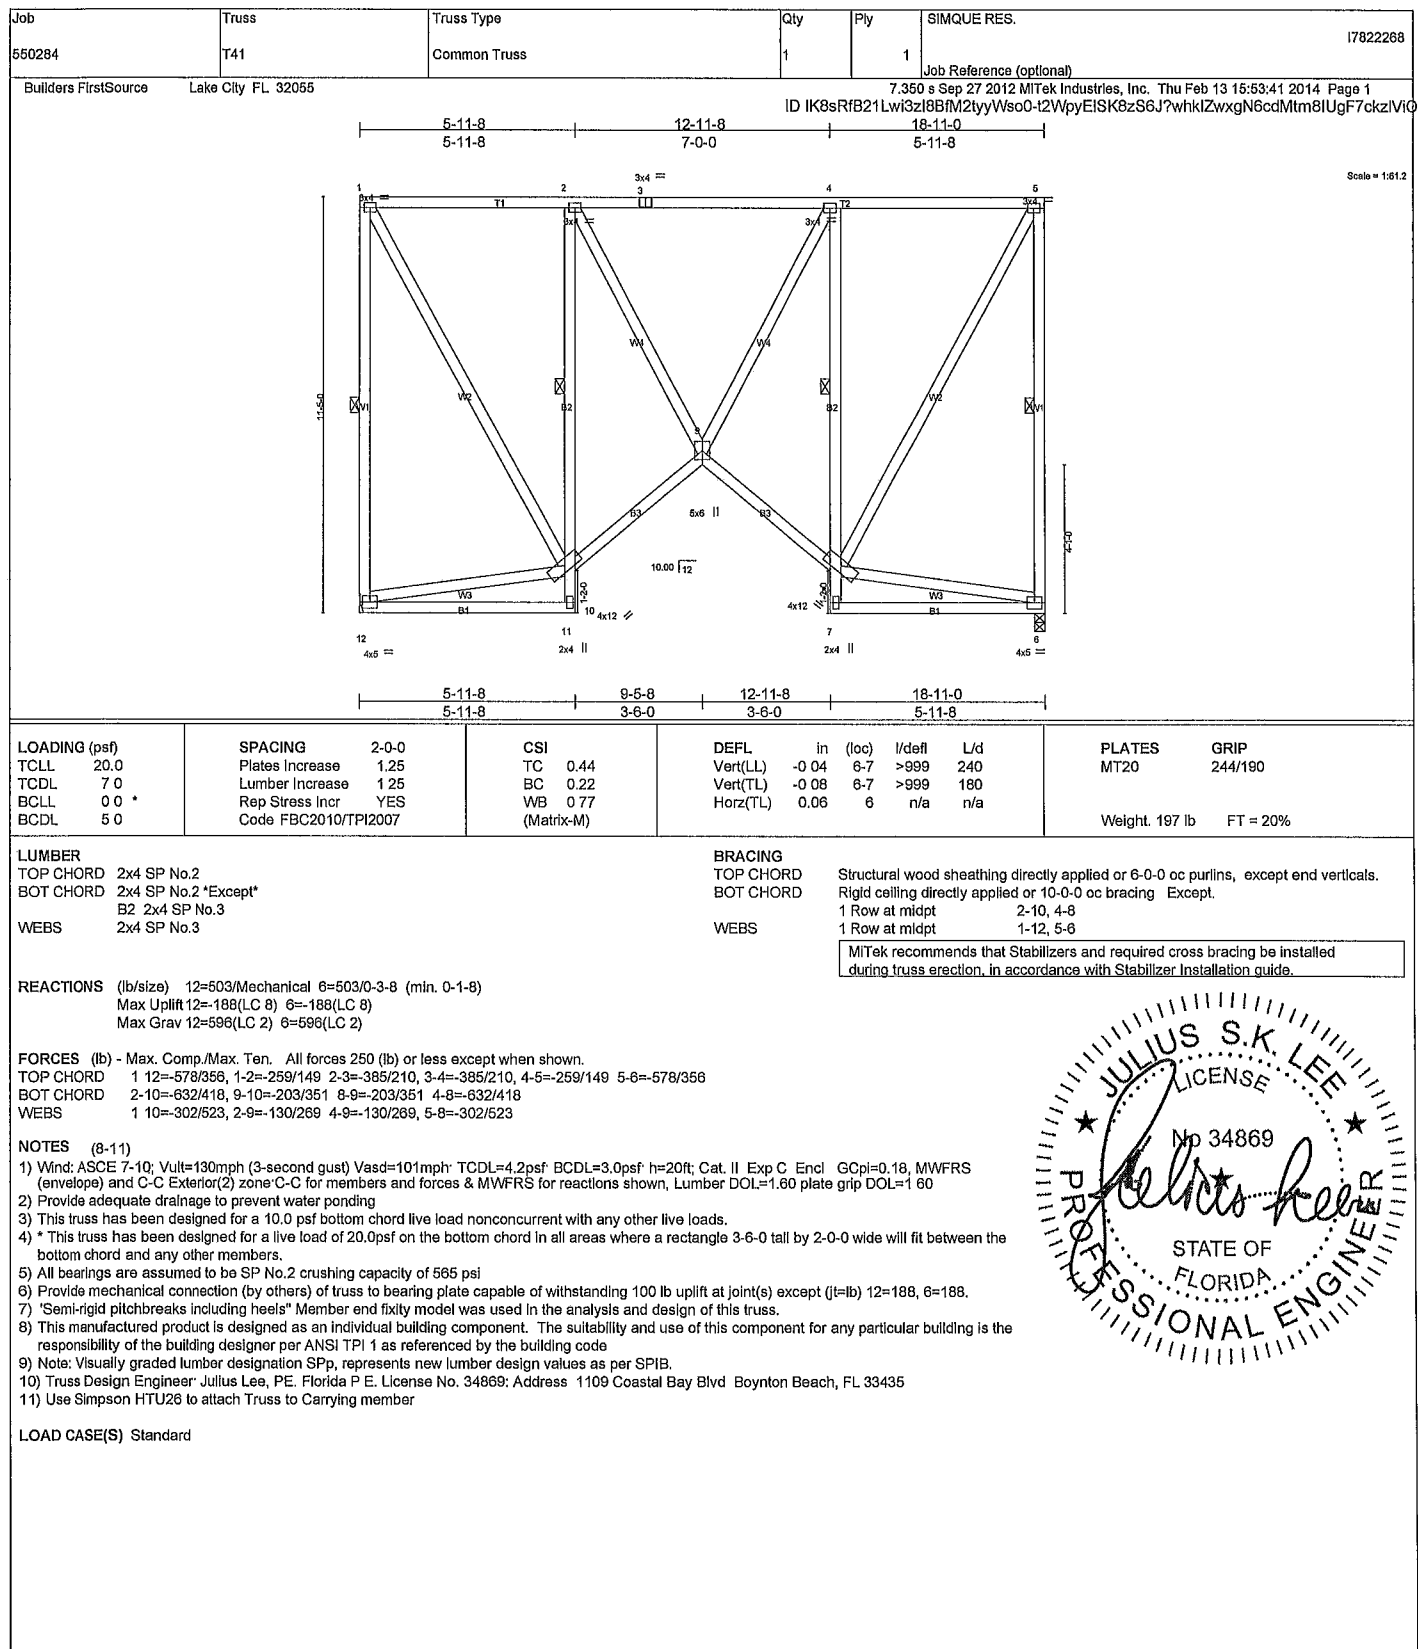 Job Truss Truss Type Qty Ply SIMQUE RES.
I7822268
550284 T41 Common Truss 1 1
Job Reference (optional)
Builders FirstSource Lake City FL 32055 7.350 s Sep 27 2012 MiTek Industries, Inc. Thu Feb 13 15:53:41 2014 Page 1
5-11-8 12-11-8 18-11-0
5-11-8 7-0-0 5-11-8
Scale = 1:61.2
3x4 =
1 2 3 4 5
3x4 = T1 3x4 = 3x4 = T2 3x4 =
11-5-0
W4 W4
W2 W2
W1 B2 B2 W1
9
B3 5x6 || B3
4-1-0
10.00 12
1-2-0 1-2-0
W3 W3
B1 10 4x12 // 4x12 \\ B1
12 11 7 6
4x5 = 2x4 || 2x4 || 4x5 =
5-11-8 9-5-8 12-11-8 18-11-0
5-11-8 3-6-0 3-6-0 5-11-8
LOADING (psf)
TCLL 20.0
TCDL 7 0
BCLL 0 0 *
BCDL 5 0
SPACING 2-0-0
Plates Increase 1.25
Lumber Increase 1 25
Rep Stress Incr YES
Code FBC2010/TPI2007
CSI
TC 0.44
BC 0.22
WB 0 77
(Matrix-M)
DEFL in (loc) l/defl L/d
Vert(LL) -0 04 6-7 >999 240
Vert(TL) -0 08 6-7 >999 180
Horz(TL) 0.06 6 n/a n/a
PLATES GRIP
MT20 244/190
Weight. 197 lb FT = 20%
LUMBER
TOP CHORD 2x4 SP No.2
BOT CHORD 2x4 SP No.2 *Except*
B2 2x4 SP No.3
WEBS 2x4 SP No.3
BRACING
TOP CHORD Structural wood sheathing directly applied or 6-0-0 oc purlins, except end verticals.
BOT CHORD Rigid ceiling directly applied or 10-0-0 oc bracing Except.
1 Row at midpt 2-10, 4-8
WEBS 1 Row at midpt 1-12, 5-6
MiTek recommends that Stabilizers and required cross bracing be installed
during truss erection, in accordance with Stabilizer Installation guide.
REACTIONS (lb/size) 12=503/Mechanical 6=503/0-3-8 (min. 0-1-8)
Max Uplift 12=-188(LC 8) 6=-188(LC 8)
Max Grav 12=596(LC 2) 6=596(LC 2)
FORCES (lb) - Max. Comp./Max. Ten. All forces 250 (lb) or less except when shown.
TOP CHORD 1 12=-578/356, 1-2=-259/149 2-3=-385/210, 3-4=-385/210, 4-5=-259/149 5-6=-578/356
BOT CHORD 2-10=-632/418, 9-10=-203/351 8-9=-203/351 4-8=-632/418
WEBS 1 10=-302/523, 2-9=-130/269 4-9=-130/269, 5-8=-302/523
NOTES (8-11)
1) Wind: ASCE 7-10; Vult=130mph (3-second gust) Vasd=101mph· TCDL=4.2psf· BCDL=3.0psf· h=20ft; Cat. II Exp C Encl GCpi=0.18, MWFRS
(envelope) and C-C Exterior(2) zone·C-C for members and forces & MWFRS for reactions shown, Lumber DOL=1.60 plate grip DOL=1 60
2) Provide adequate drainage to prevent water ponding
3) This truss has been designed for a 10.0 psf bottom chord live load nonconcurrent with any other live loads.
4) * This truss has been designed for a live load of 20.0psf on the bottom chord in all areas where a rectangle 3-6-0 tall by 2-0-0 wide will fit between the
bottom chord and any other members.
5) All bearings are assumed to be SP No.2 crushing capacity of 565 psi
6) Provide mechanical connection (by others) of truss to bearing plate capable of withstanding 100 lb uplift at joint(s) except (jt=lb) 12=188, 6=188.
7) "Semi-rigid pitchbreaks including heels" Member end fixity model was used in the analysis and design of this truss.
8) This manufactured product is designed as an individual building component. The suitability and use of this component for any particular building is the
responsibility of the building designer per ANSI TPI 1 as referenced by the building code
9) Note: Visually graded lumber designation SPp, represents new lumber design values as per SPIB.
10) Truss Design Engineer· Julius Lee, PE. Florida P E. License No. 34869: Address 1109 Coastal Bay Blvd Boynton Beach, FL 33435
11) Use Simpson HTU26 to attach Truss to Carrying member
LOAD CASE(S) Standard
JULIUS S.K. LEE
LICENSE
No 34869
Julius Lee
STATE OF
FLORIDA
PROFESSIONAL ENGINEER